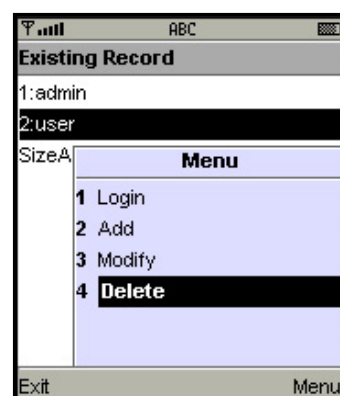 ABC
Existing Record
1:admin
2:user
SizeA
Menu
1 Login
2 Add
3 Modify
4 Delete
Exit Menu